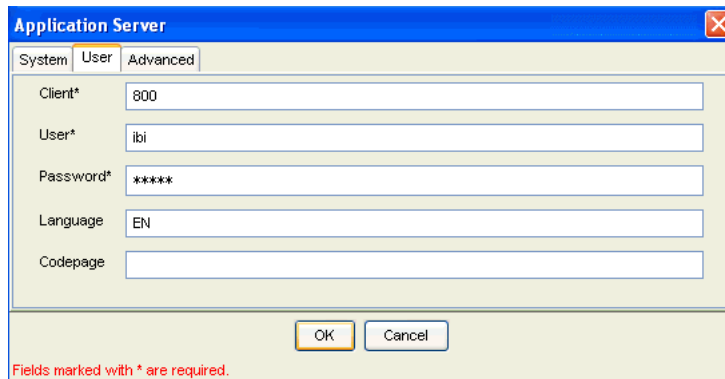 Application Server
System User Advanced
Client* 800
User* ibi
Password* *****
Language EN
Codepage
OK Cancel
Fields marked with * are required.